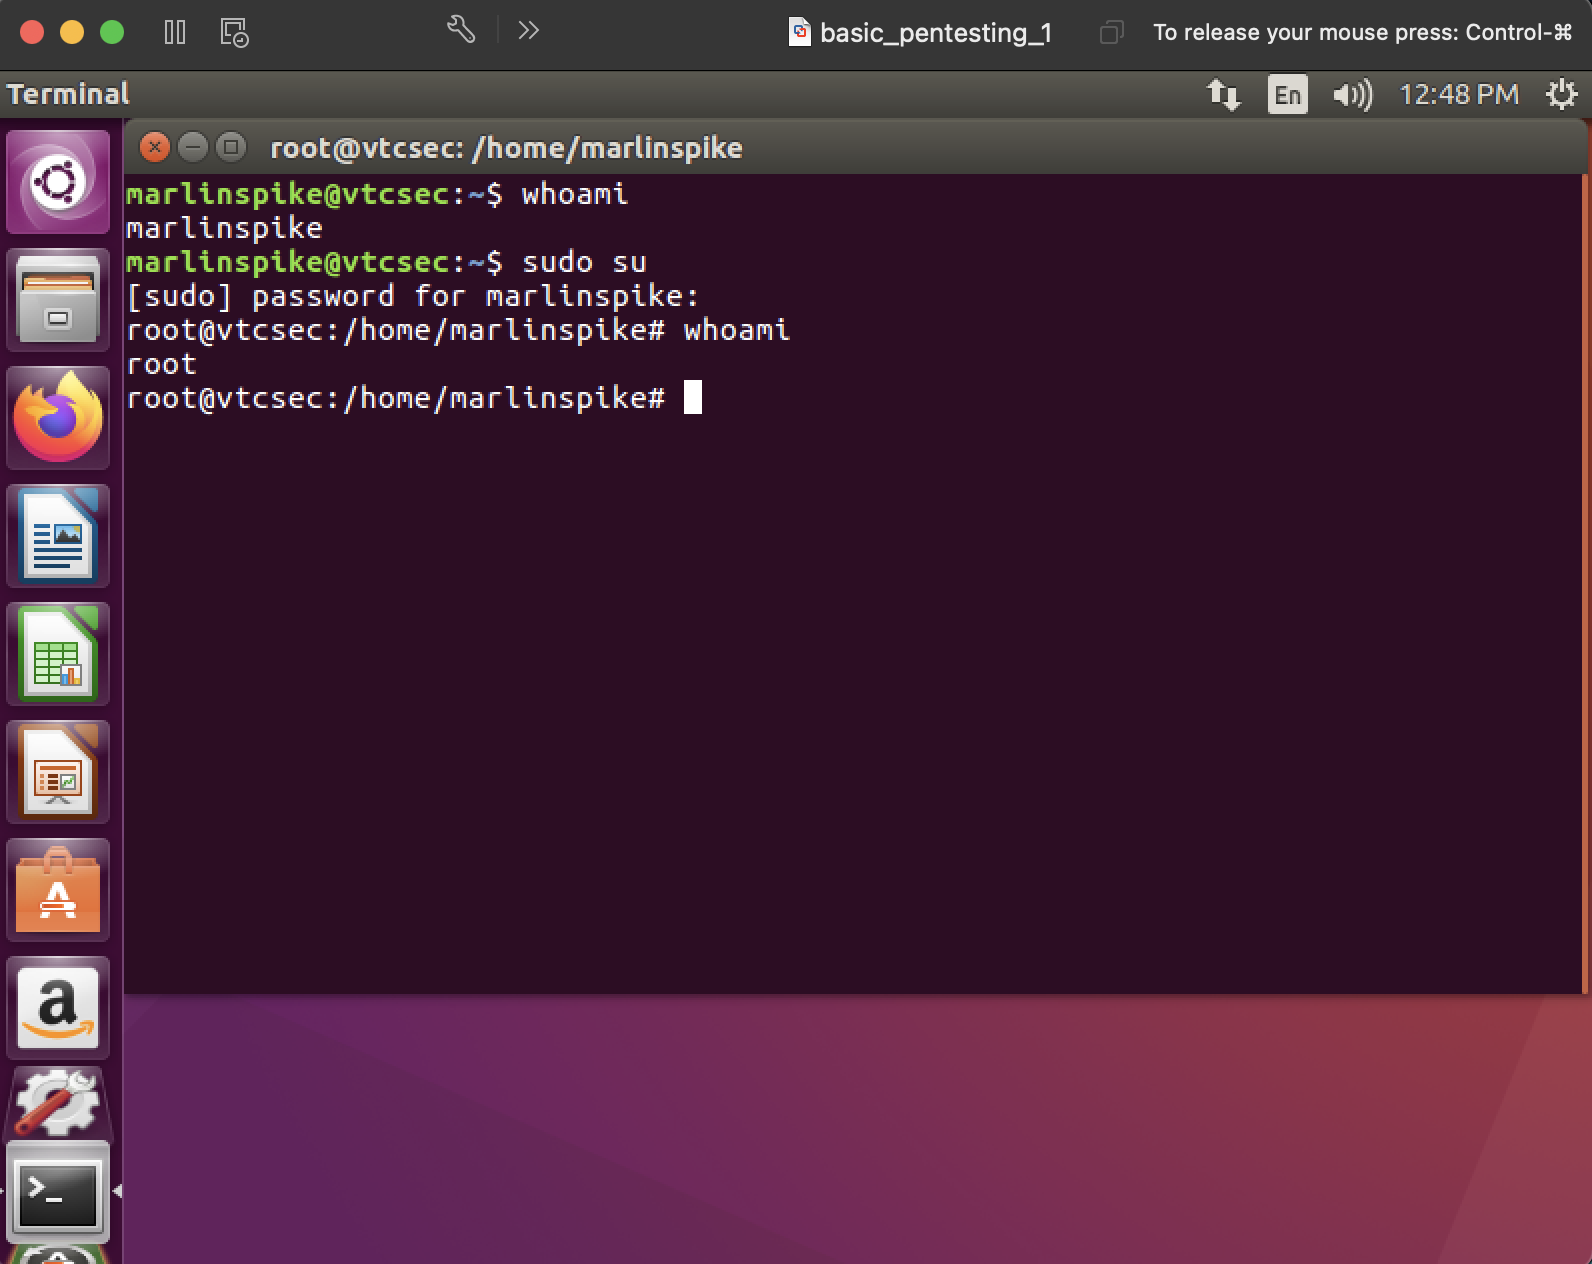 basic_pentesting_1
To release your mouse press: Control-⌘
Terminal
En
12:48 PM
root@vtcsec: /home/marlinspike
marlinspike@vtcsec:~$ whoami
marlinspike
marlinspike@vtcsec:~$ sudo su
[sudo] password for marlinspike:
root@vtcsec:/home/marlinspike# whoami
root
root@vtcsec:/home/marlinspike#
A
a
>_